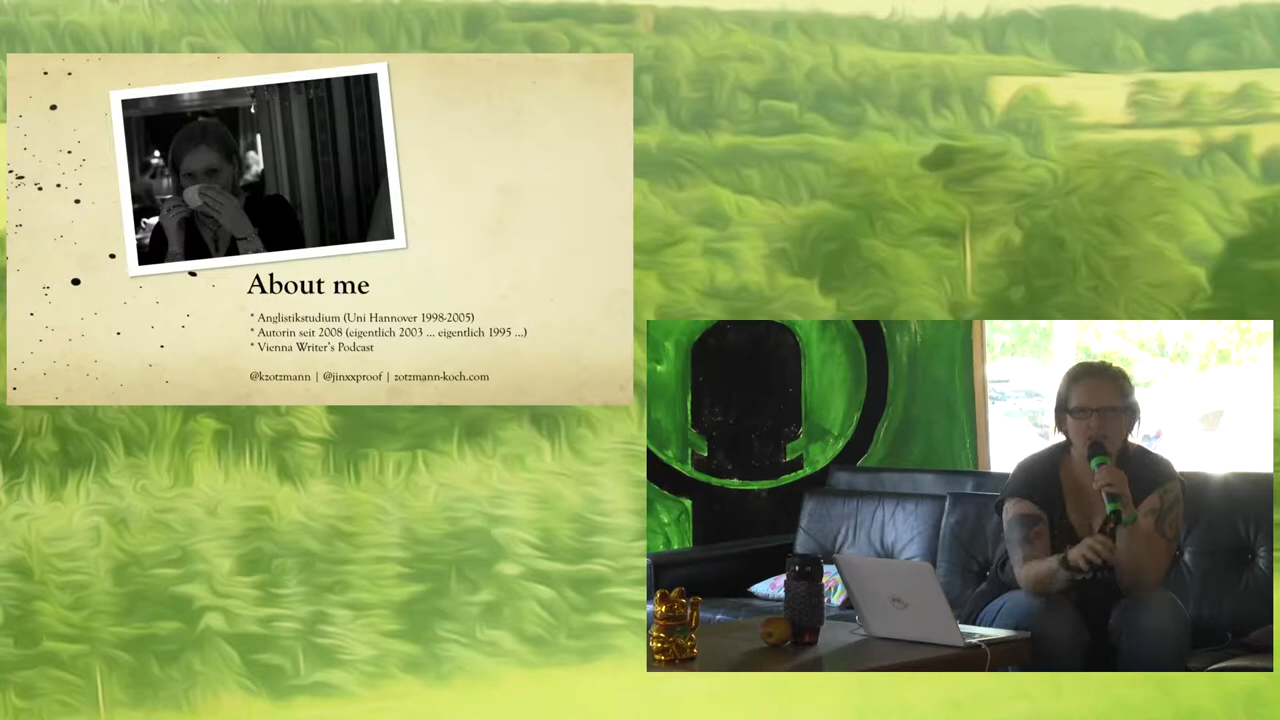 About me
* Anglistikstudium (Uni Hannover 1998-2005)
* Autorin seit 2008 (eigentlich 2003 ... eigentlich 1995 ...)
* Vienna Writer's Podcast
@kzotzmann | @jinxxproof | zotzmann-koch.com